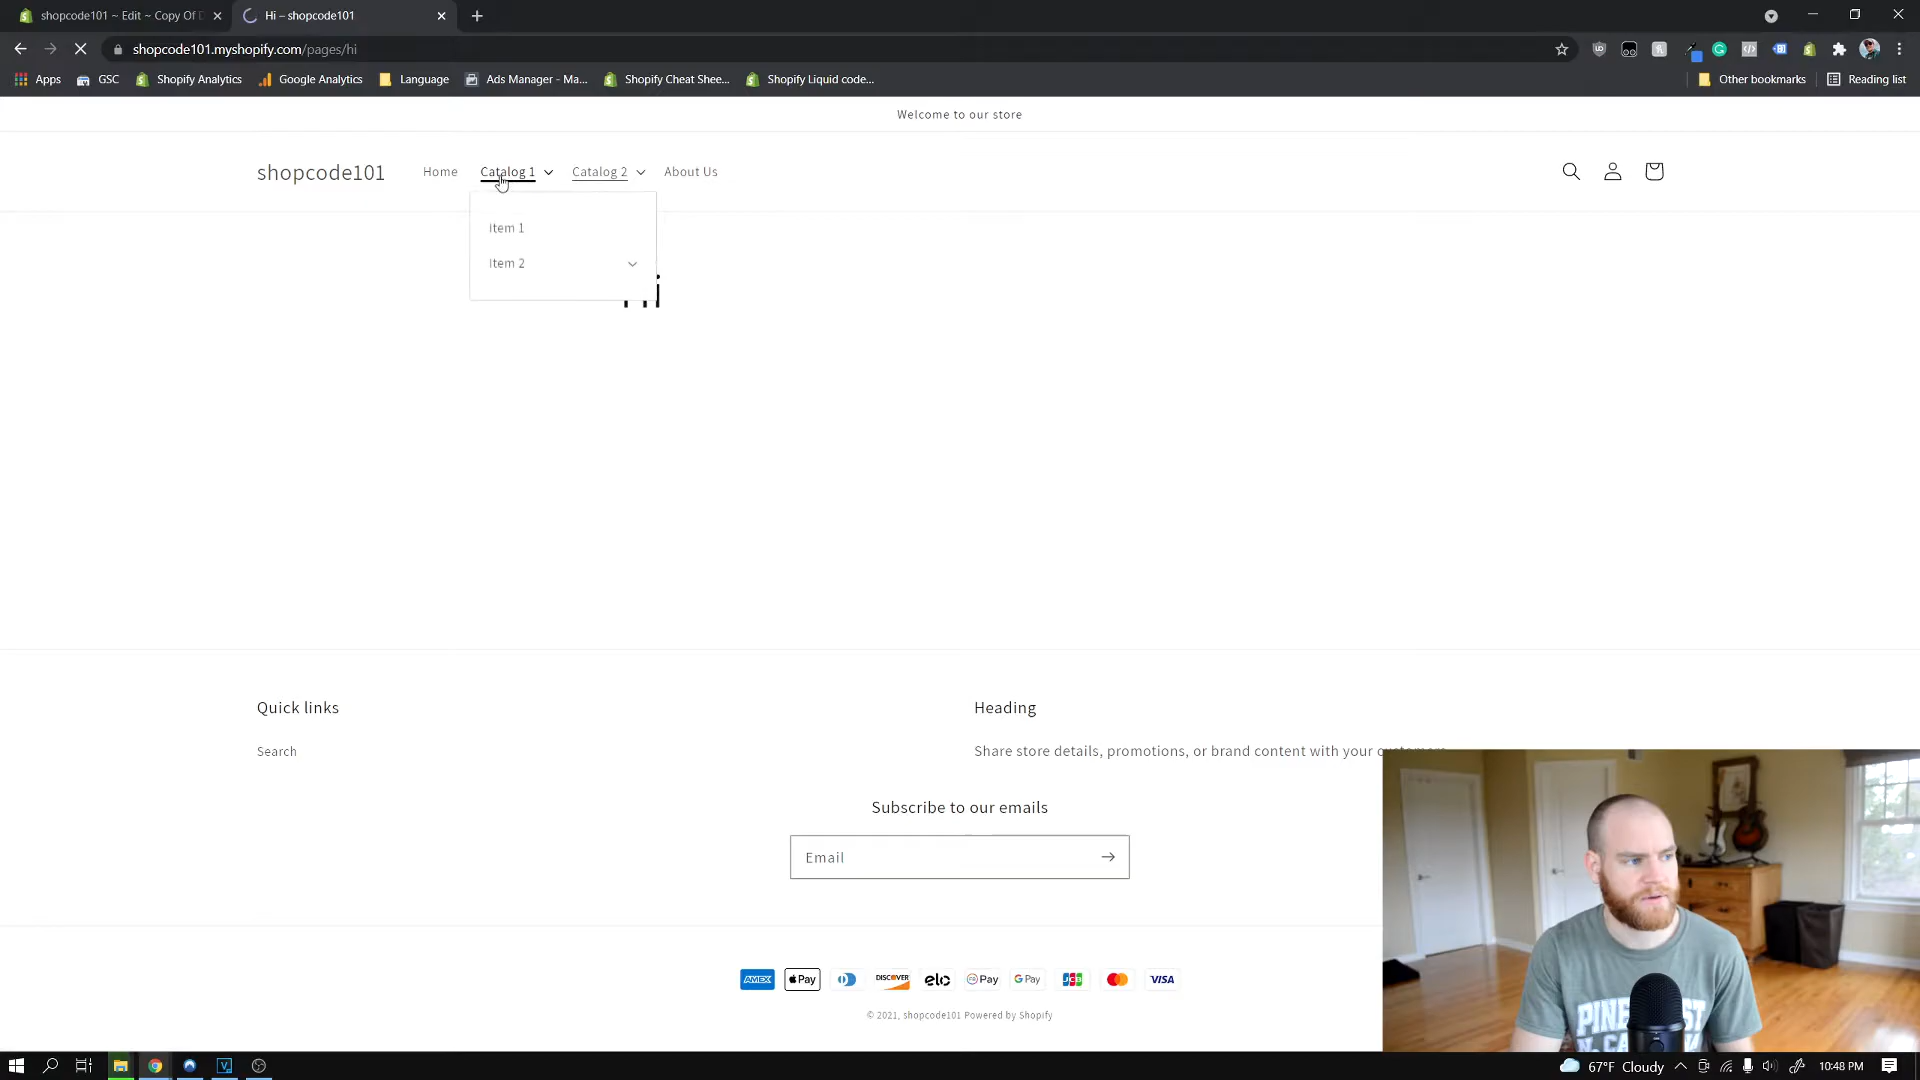 shopcode101 ~ Edit ~ Copy Of D
Hi – shopcode101
shopcode101.myshopify.com/pages/hi
Apps
GSC
Shopify Analytics
Google Analytics
Language
Ads Manager - Ma...
Shopify Cheat Shee...
Shopify Liquid code...
Other bookmarks
Reading list
Welcome to our store
shopcode101
Home
Catalog 1
Catalog 2
About Us
Item 1
Item 2
Quick links
Heading
Search
Share store details, promotions, or brand content with your customers.
Subscribe to our emails
Email
AMEX
Pay
DISCOVER
elo
Pay
G Pay
JCB
VISA
© 2021, shopcode101 Powered by Shopify
67°F Cloudy
10:48 PM